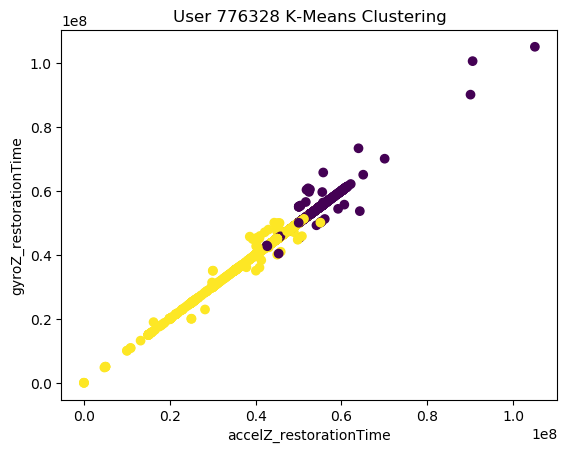 User 776328 K-Means Clustering
1e8
1.0
0.8
0.6
0.4
0.2
0.0
gyroZ_restorationTime
0.0 0.2 0.4 0.6 0.8 1.0
accelZ_restorationTime
1e8